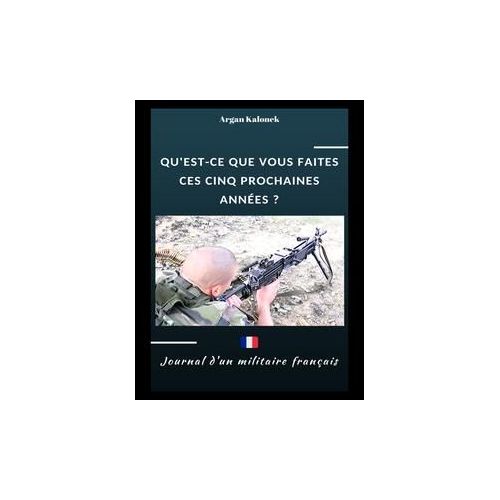 Argan Kalonek
QU'EST-CE QUE VOUS FAITES
CES CINQ PROCHAINES
ANNÉES ?
Journal d'un militaire français